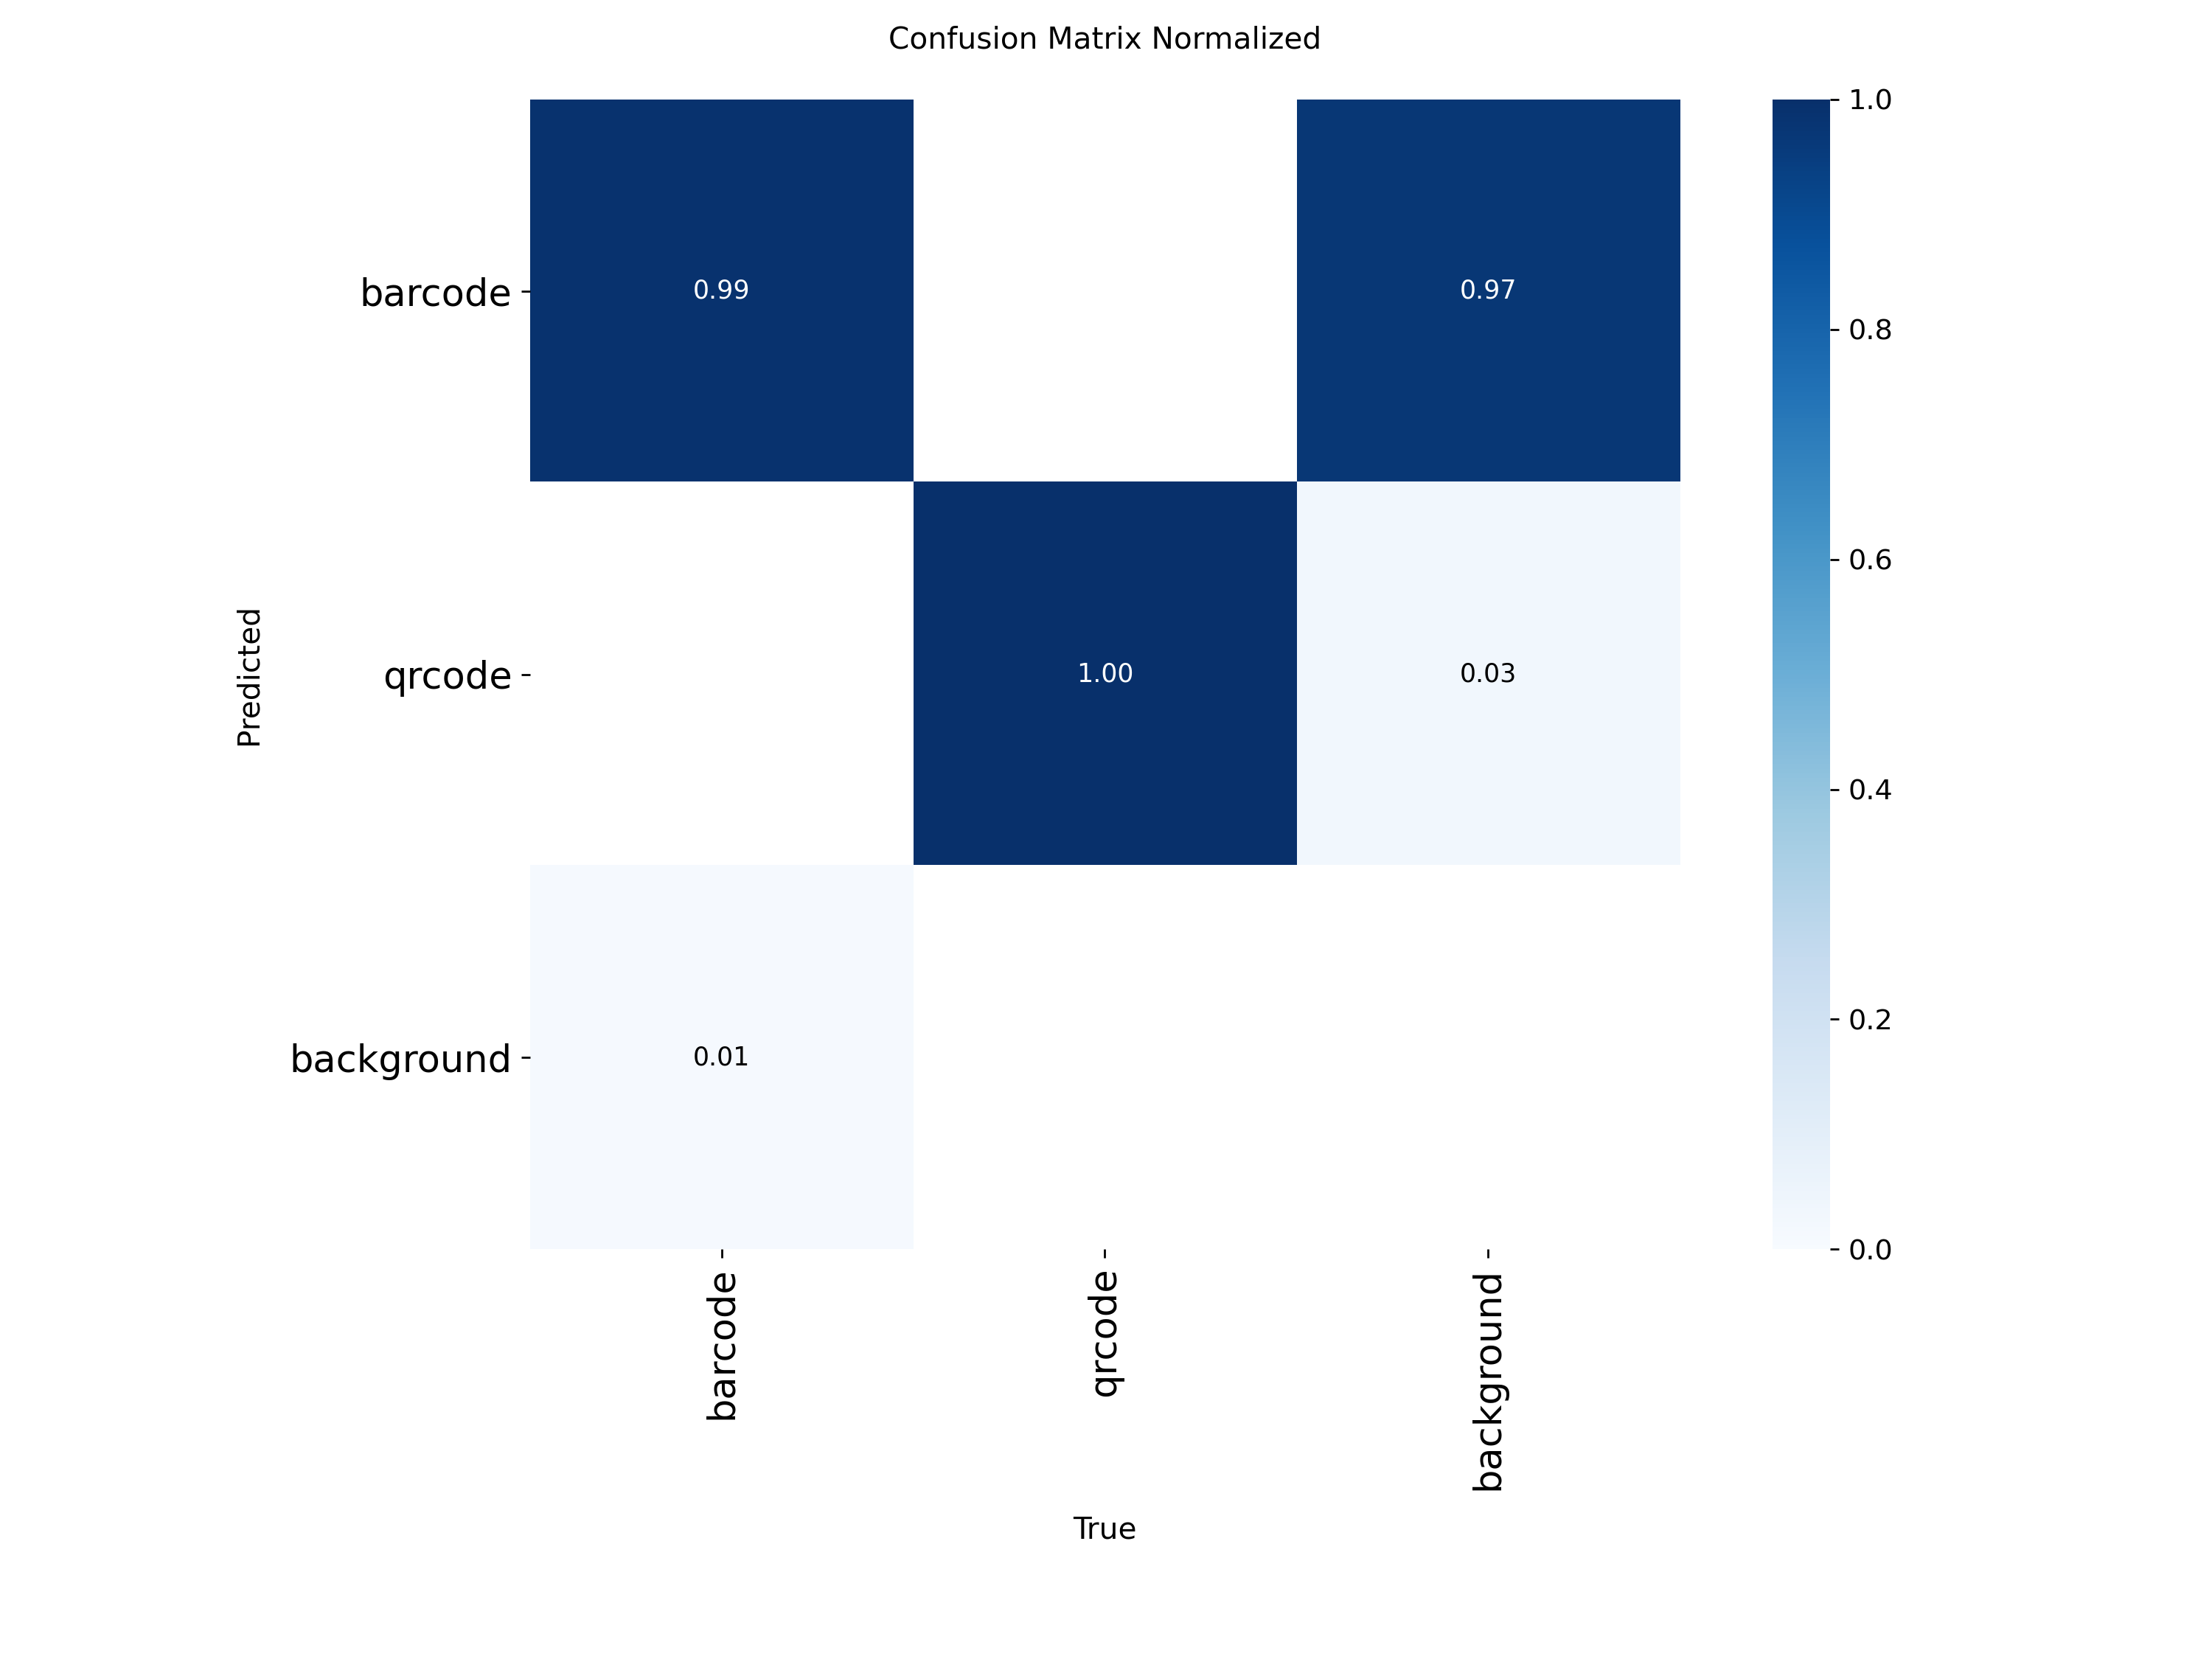 Confusion Matrix Normalized
1.0
0.99
0.97
barcode
0.8
0.6
Predicted
qrcode
1.00
0.03
0.4
0.2
background
0.01
0.0
barcode
qrcode
background
True